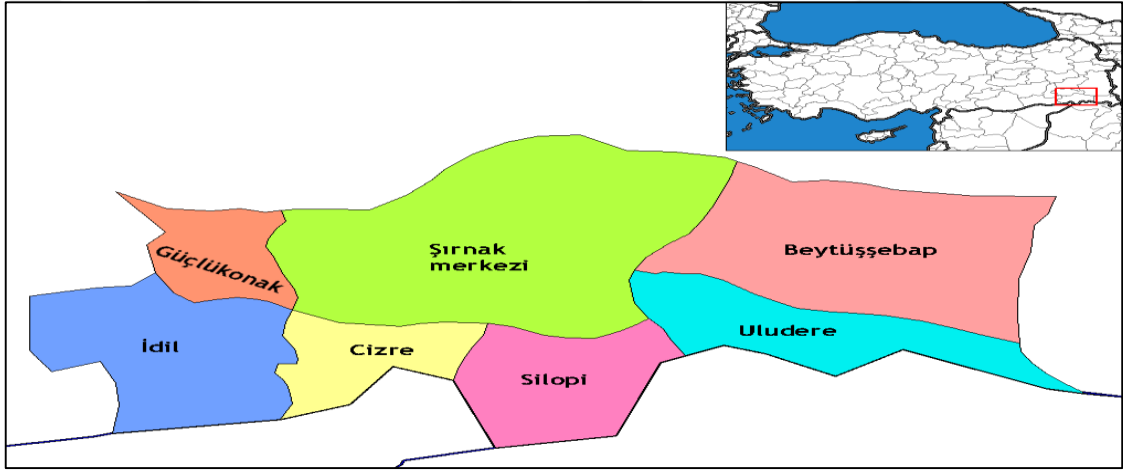 Şırnak
merkezi
Beytüşşebap
Güçlükonak
Uludere
İdil
Cizre
Silopi